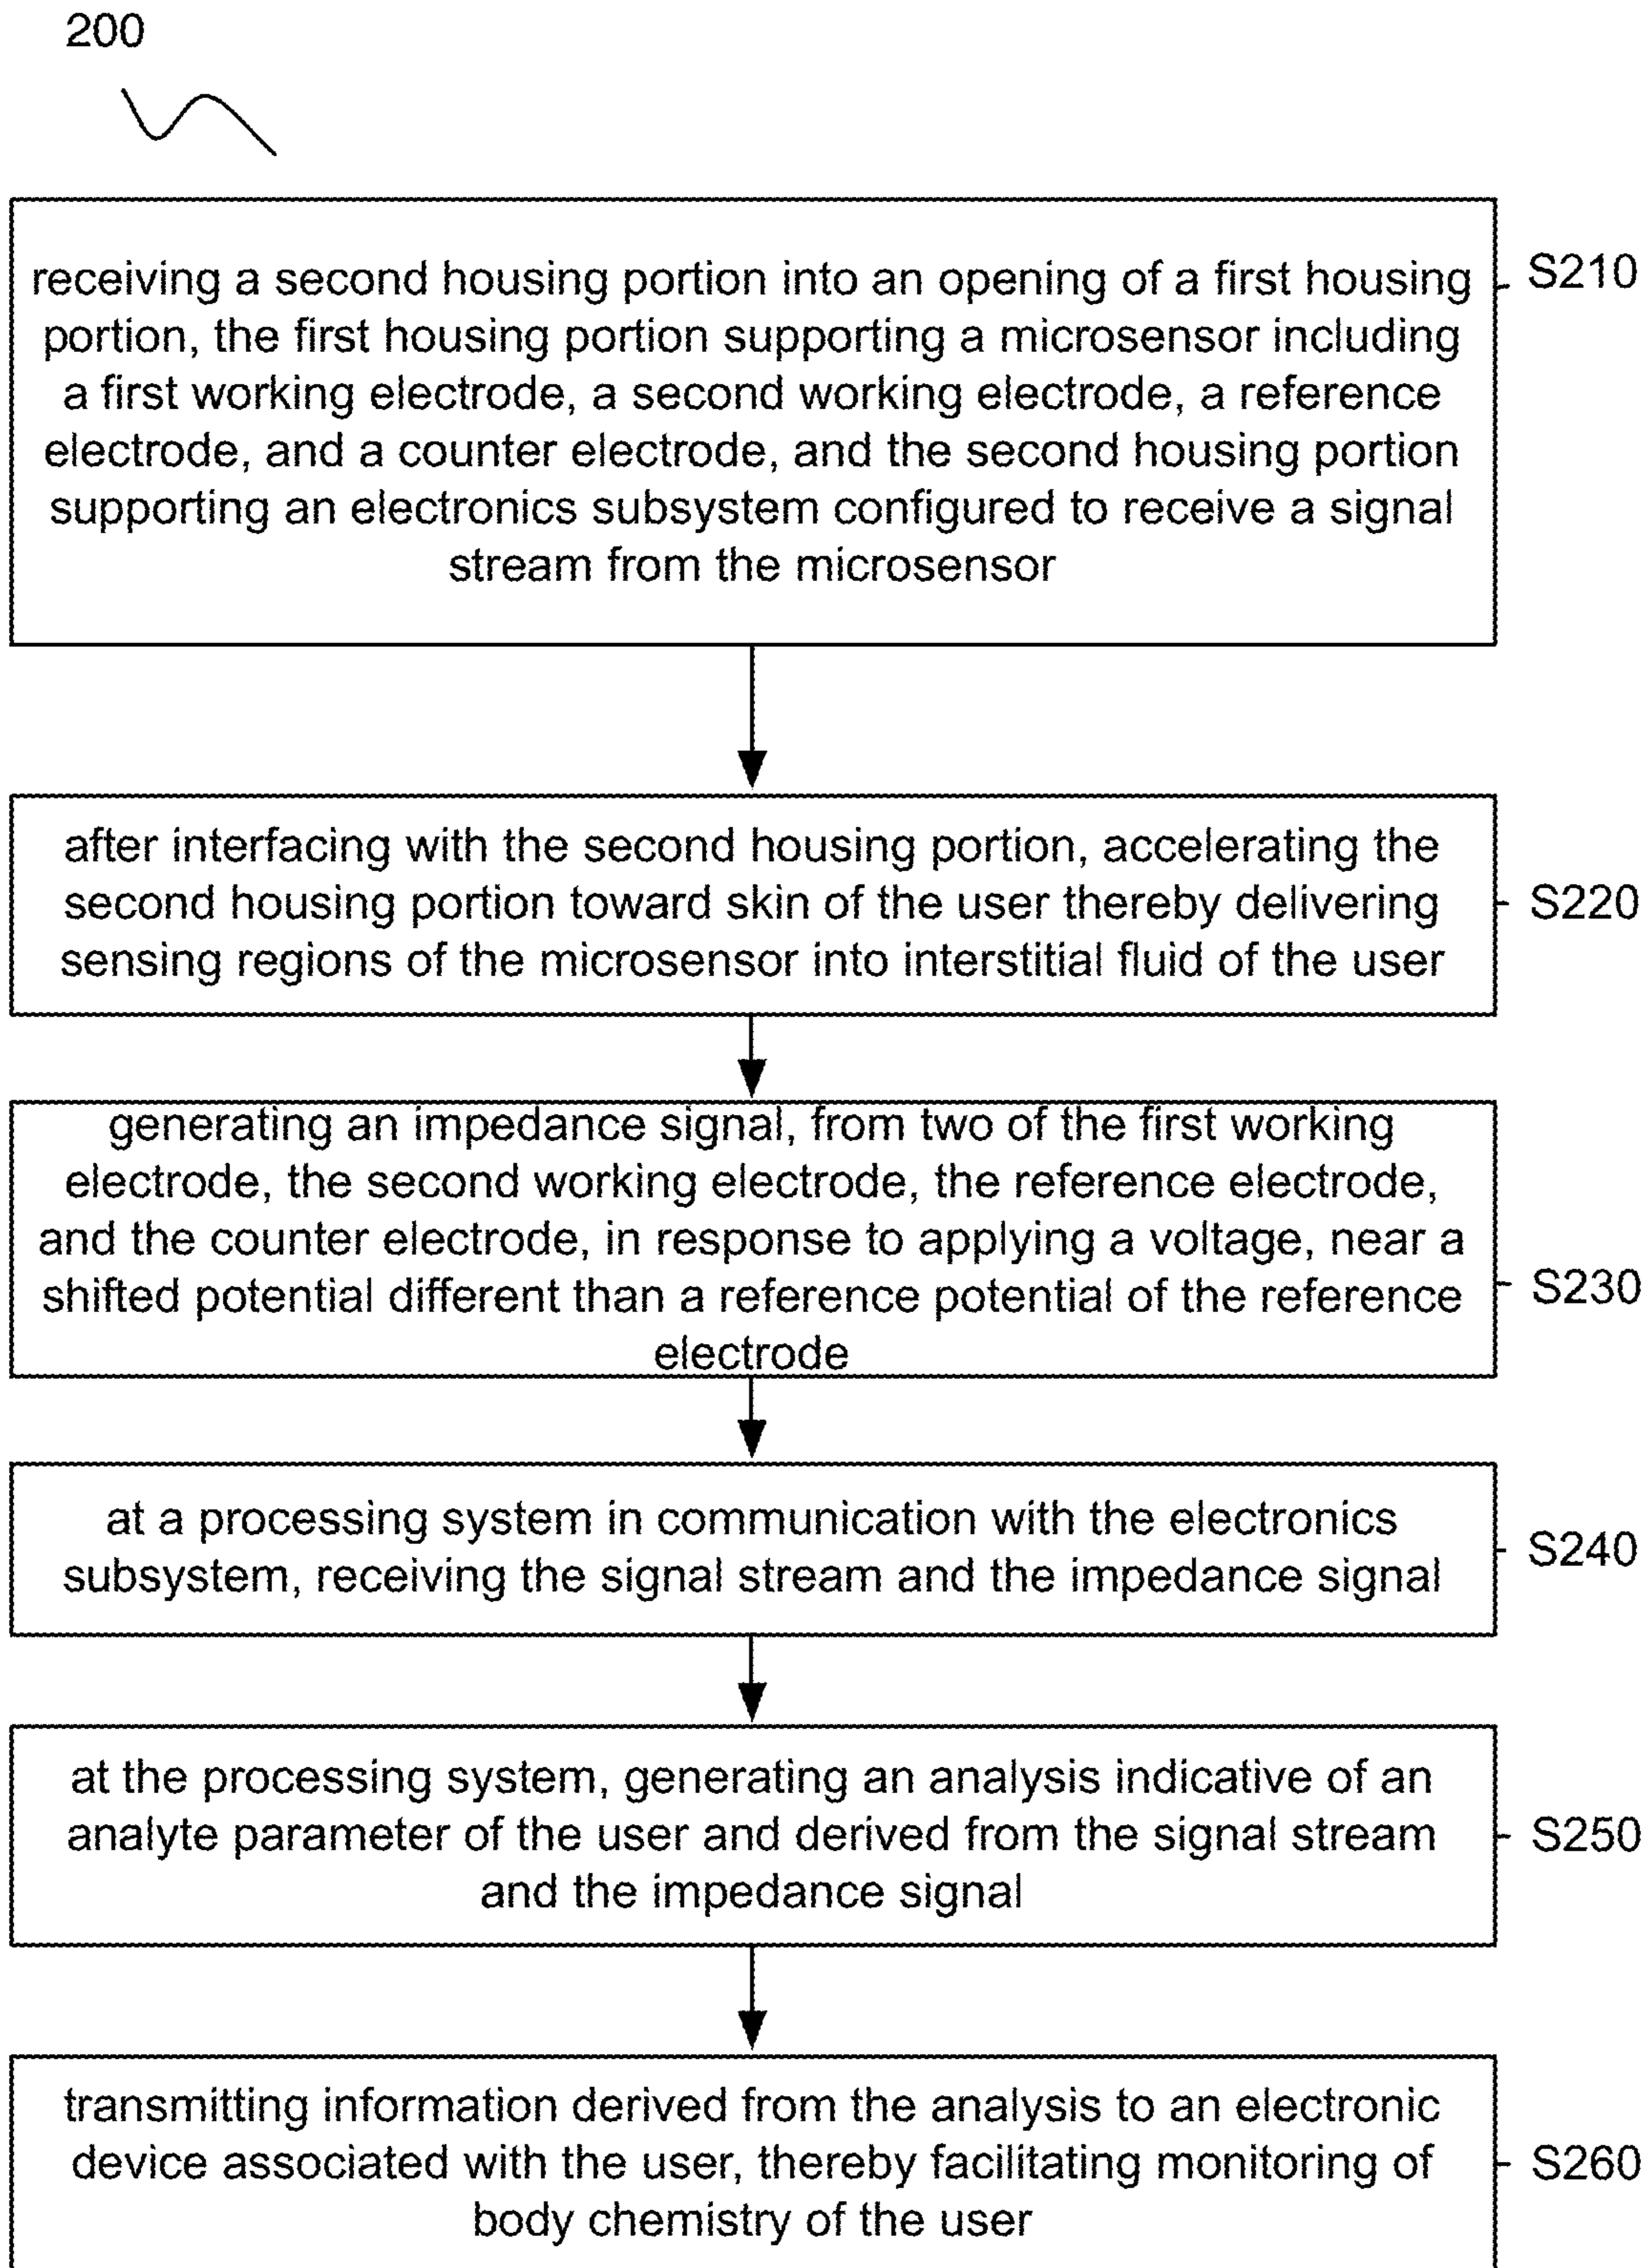 200
receiving a second housing portion into an opening of a first housing
portion, the first housing portion supporting a microsensor including
a first working electrode, a second working electrode, a reference
electrode, and a counter electrode, and the second housing portion
supporting an electronics subsystem configured to receive a signal
stream from the microsensor
S210
after interfacing with the second housing portion, accelerating the
second housing portion toward skin of the user thereby delivering
sensing regions of the microsensor into interstitial fluid of the user
S220
generating an impedance signal, from two of the first working
electrode, the second working electrode, the reference electrode,
and the counter electrode, in response to applying a voltage, near a
shifted potential different than a reference potential of the reference
electrode
S230
at a processing system in communication with the electronics
subsystem, receiving the signal stream and the impedance signal
S240
at the processing system, generating an analysis indicative of an
analyte parameter of the user and derived from the signal stream
and the impedance signal
S250
transmitting information derived from the analysis to an electronic
device associated with the user, thereby facilitating monitoring of
body chemistry of the user
S260